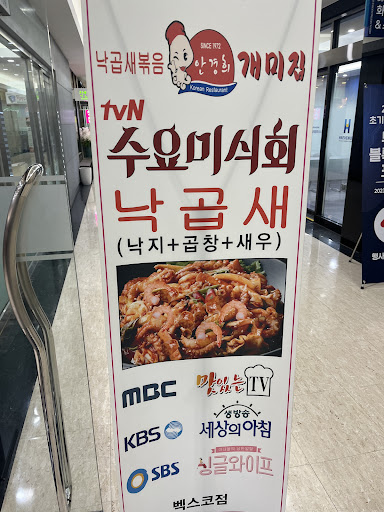 낙곱새볶음
SINCE 1972
안경희
Korean Restaurant
개미집
tvN
수요미식회
낙곱새
(낙지+곱창+새우)
MBC 맛있는 TV
KBS 생방송 세상의 아침
SBS 싱글와이프
벡스코점
초기